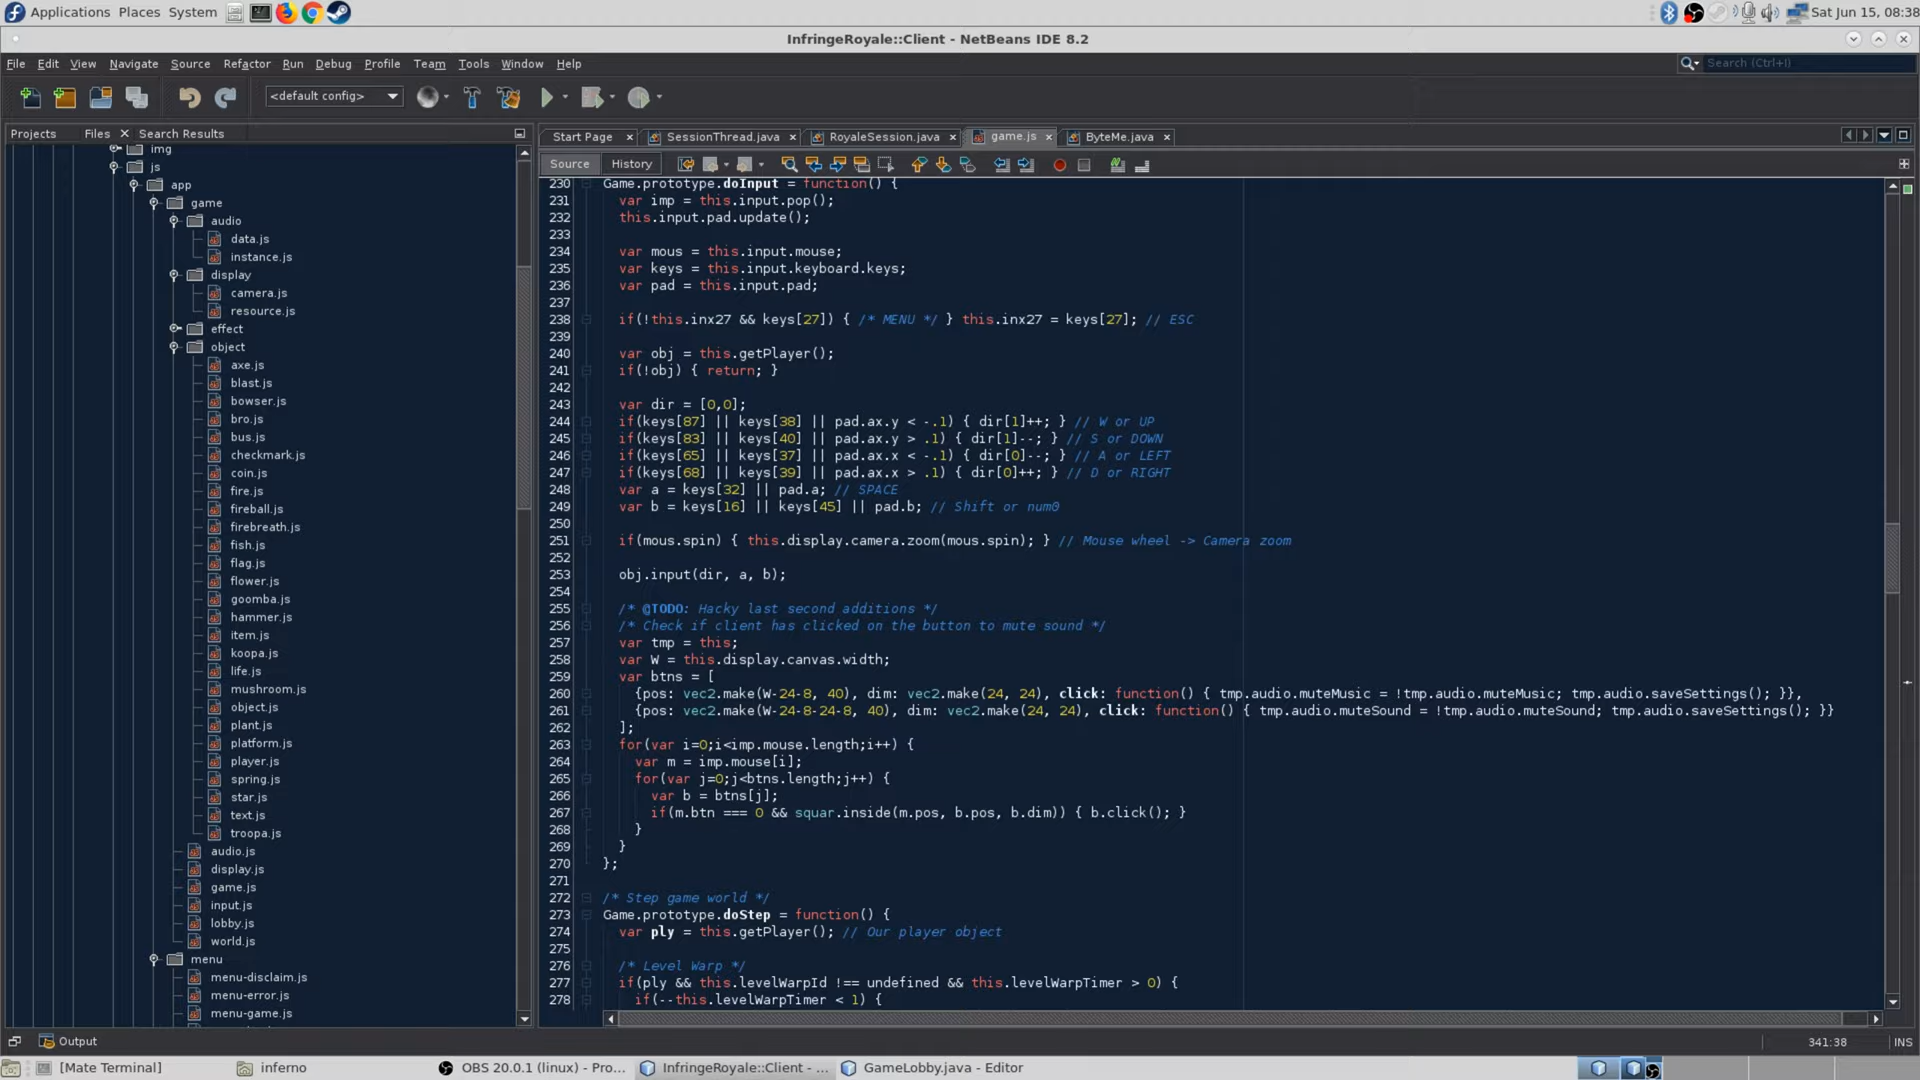 Applications Places System
Sat Jun 15, 08:38
InfringeRoyale::Client - NetBeans IDE 8.2
File Edit View Navigate Source Refactor Run Debug Profile Team Tools Window Help
Search (Ctrl+I)
<default config>
Projects Files Search Results
img
js
app
game
audio
data.js
instance.js
display
camera.js
resource.js
effect
object
axe.js
blast.js
bowser.js
bro.js
bus.js
checkmark.js
coin.js
fire.js
fireball.js
firebreath.js
fish.js
flag.js
flower.js
goomba.js
hammer.js
item.js
koopa.js
life.js
mushroom.js
object.js
plant.js
platform.js
player.js
spring.js
star.js
text.js
troopa.js
audio.js
display.js
game.js
input.js
lobby.js
world.js
menu
menu-disclaim.js
menu-error.js
menu-game.js
Start Page SessionThread.java RoyaleSession.java game.js ByteMe.java
Source History
230 Game.prototype.doInput = function() {
231 var imp = this.input.pop();
232 this.input.pad.update();
233
234 var mous = this.input.mouse;
235 var keys = this.input.keyboard.keys;
236 var pad = this.input.pad;
237
238 if(!this.inx27 && keys[27]) { /* MENU */ } this.inx27 = keys[27]; // ESC
239
240 var obj = this.getPlayer();
241 if(!obj) { return; }
242
243 var dir = [0,0];
244 if(keys[87] || keys[38] || pad.ax.y < -.1) { dir[1]++; } // W or UP
245 if(keys[83] || keys[40] || pad.ax.y > .1) { dir[1]--; } // S or DOWN
246 if(keys[65] || keys[37] || pad.ax.x < -.1) { dir[0]--; } // A or LEFT
247 if(keys[68] || keys[39] || pad.ax.x > .1) { dir[0]++; } // D or RIGHT
248 var a = keys[32] || pad.a; // SPACE
249 var b = keys[16] || keys[45] || pad.b; // Shift or num0
250
251 if(mous.spin) { this.display.camera.zoom(mous.spin); } // Mouse wheel -> Camera zoom
252
253 obj.input(dir, a, b);
254
255 /* @TODO: Hacky last second additions */
256 /* Check if client has clicked on the button to mute sound */
257 var tmp = this;
258 var W = this.display.canvas.width;
259 var btns = [
260 {pos: vec2.make(W-24-8, 40), dim: vec2.make(24, 24), click: function() { tmp.audio.muteMusic = !tmp.audio.muteMusic; tmp.audio.saveSettings(); }},
261 {pos: vec2.make(W-24-8-24-8, 40), dim: vec2.make(24, 24), click: function() { tmp.audio.muteSound = !tmp.audio.muteSound; tmp.audio.saveSettings(); }}
262 ];
263 for(var i=0;i<imp.mouse.length;i++) {
264 var m = imp.mouse[i];
265 for(var j=0;j<btns.length;j++) {
266 var b = btns[j];
267 if(m.btn === 0 && squar.inside(m.pos, b.pos, b.dim)) { b.click(); }
268 }
269 }
270 };
271
272 /* Step game world */
273 Game.prototype.doStep = function() {
274 var ply = this.getPlayer(); // Our player object
275
276 /* Level Warp */
277 if(ply && this.levelWarpId !== undefined && this.levelWarpTimer > 0) {
278 if(--this.levelWarpTimer < 1) {
Output
341:38 INS
[Mate Terminal] inferno OBS 20.0.1 (linux) - Pro... InfringeRoyale::Client - ... GameLobby.java - Editor